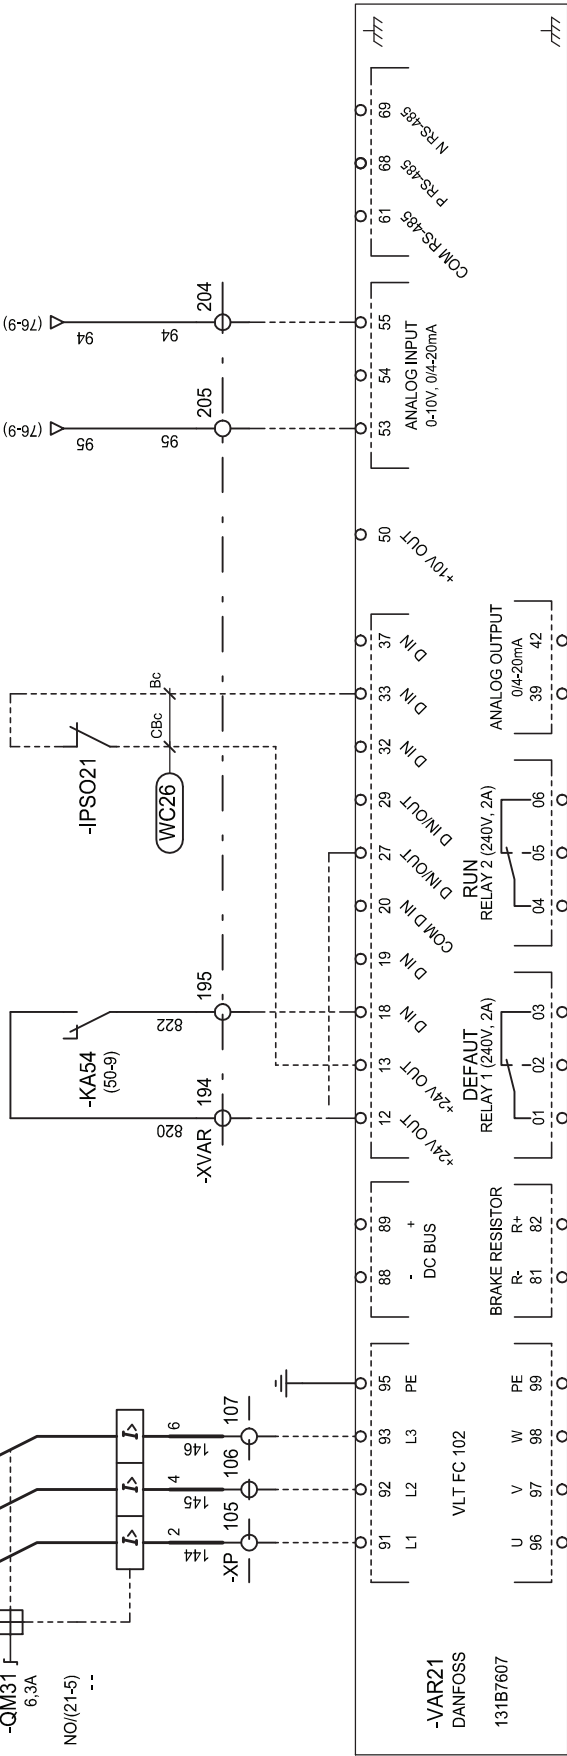 -QM31
6,3A
NO/(21-5)
--
(76-9)
(76-9)
2
4
6
144
145
146
820
822
95
94
95
94
-KA54
(50-9)
-IPSO21
WC26
CBc
Bc
-XP
105
106
107
-XVAR
194
195
205
204
91
92
93
95
88
89
12
13
18
19
20
27
29
32
33
37
50
53
54
55
61
68
69
L1
L2
L3
PE
-
+
DC BUS
+24V OUT
+24V OUT
D IN
D IN
COM D IN
D IN/OUT
D IN/OUT
D IN
D IN
D IN
+10V OUT
ANALOG INPUT
0-10V, 0/4-20mA
COM RS-485
P RS-485
N RS-485
-VAR21
DANFOSS
131B7607
VLT FC 102
BRAKE RESISTOR
DEFAUT
RELAY 1 (240V, 2A)
RUN
RELAY 2 (240V, 2A)
ANALOG OUTPUT
0/4-20mA
U
V
W
PE
R-
R+
96
97
98
99
81
82
01
02
03
04
05
06
39
42
I>
I>
I>